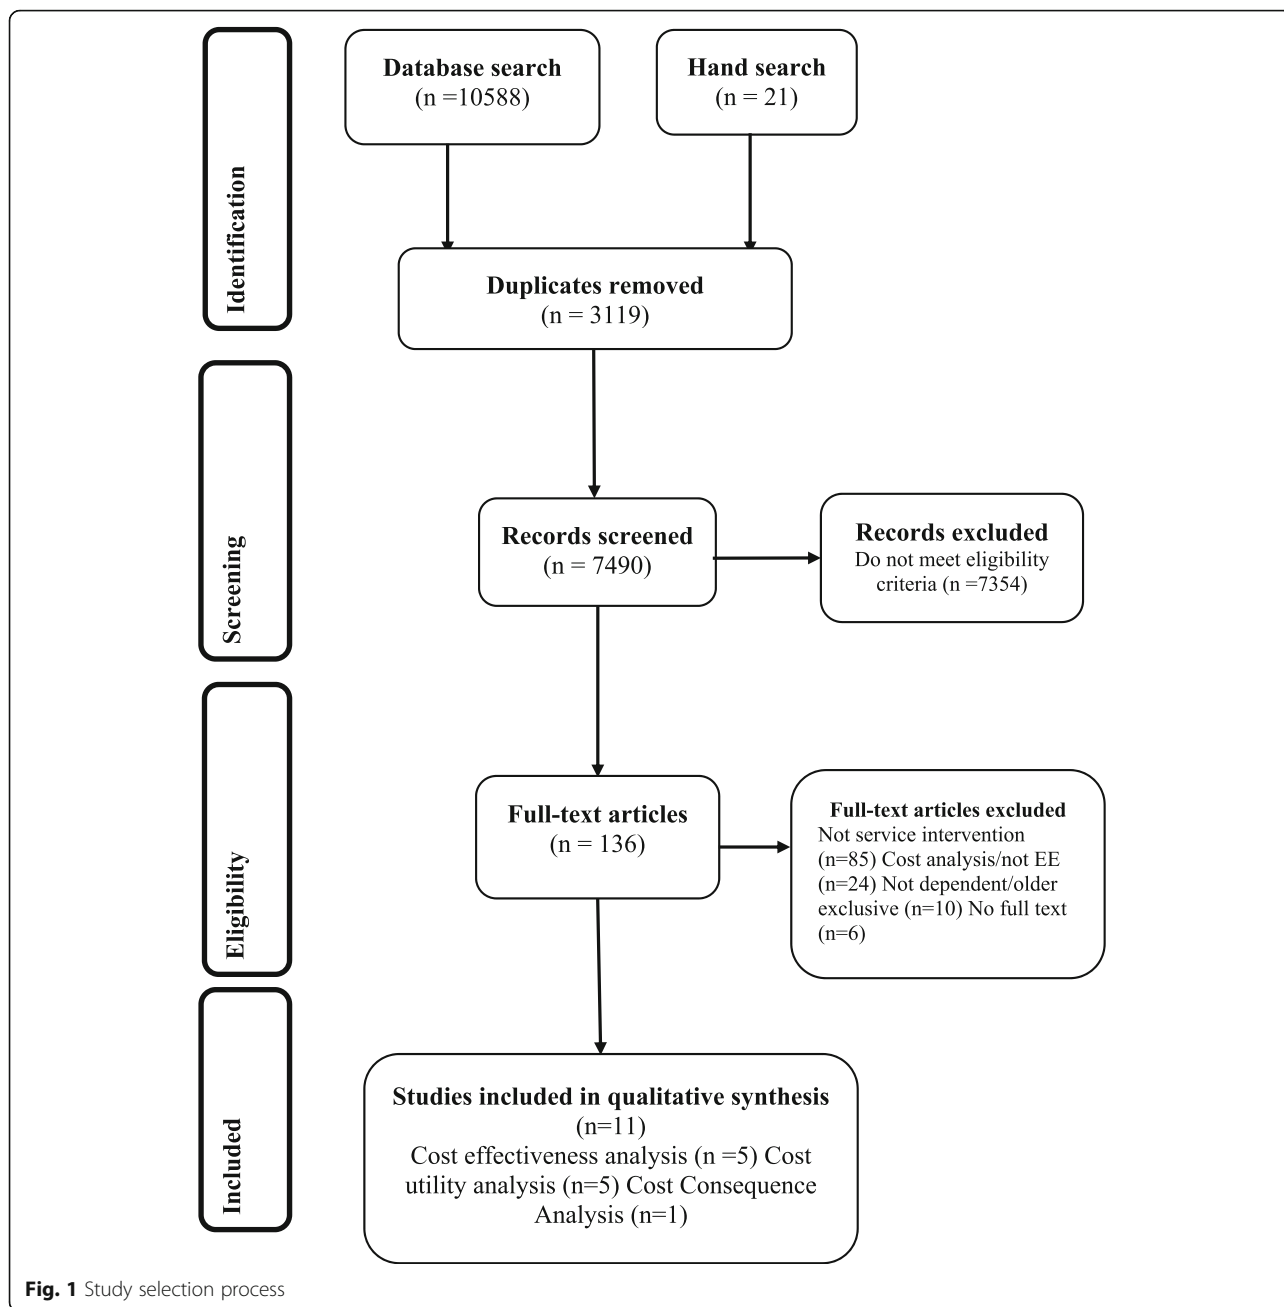 Identification
Database search
(n =10588)
Hand search
(n = 21)
Duplicates removed
(n = 3119)
Screening
Records screened
(n = 7490)
Records excluded
Do not meet eligibility
criteria (n =7354)
Eligibility
Full-text articles
(n = 136)
Full-text articles excluded
Not service intervention
(n=85) Cost analysis/not EE
(n=24) Not dependent/older
exclusive (n=10) No full text
(n=6)
Included
Studies included in qualitative synthesis
(n=11)
Cost effectiveness analysis (n =5) Cost
utility analysis (n=5) Cost Consequence
Analysis (n=1)
Fig. 1 Study selection process